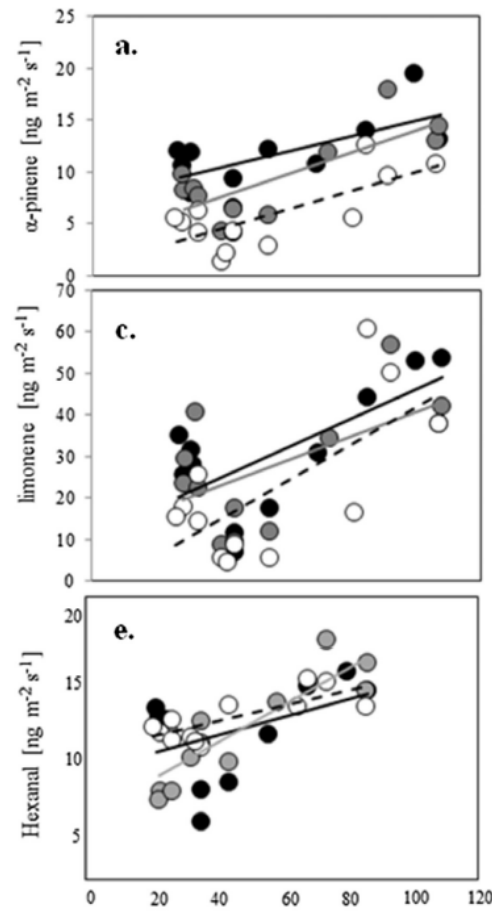 a.
α-pinene [ng m⁻² s⁻¹]
25
20
15
10
5
0
c.
limonene [ng m⁻² s⁻¹]
70
60
50
40
30
20
10
0
e.
Hexanal [ng m⁻² s⁻¹]
20
15
10
5
0 20 40 60 80 100 120